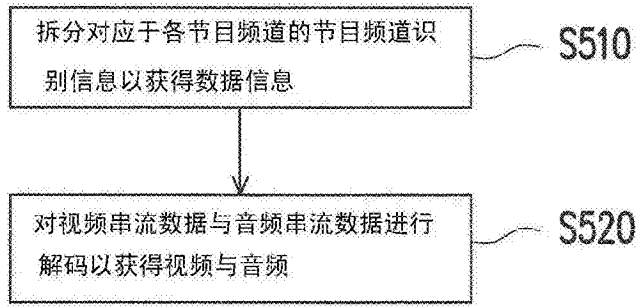 拆分对应于各节目频道的节目频道识
别信息以获得数据信息
S510
对视频串流数据与音频串流数据进行
解码以获得视频与音频
S520